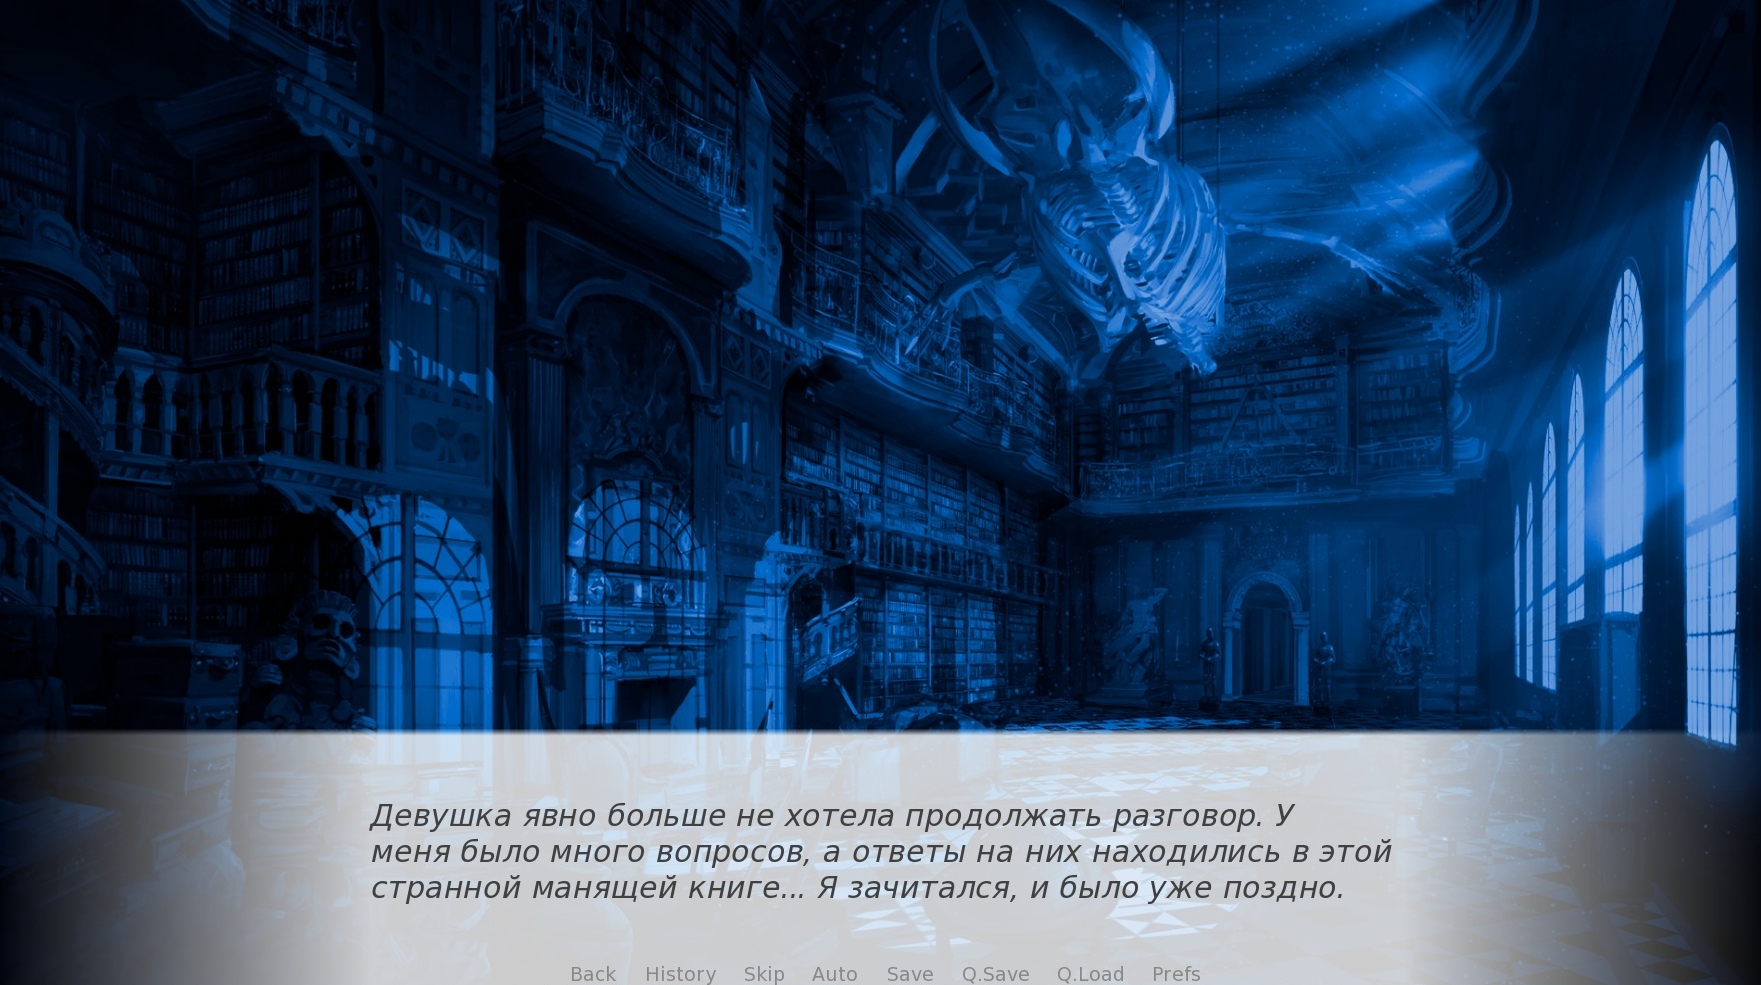 Девушка явно больше не хотела продолжать разговор. У
меня было много вопросов, а ответы на них находились в этой
странной манящей книге... Я зачитался, и было уже поздно.
Back History Skip Auto Save Q.Save Q.Load Prefs